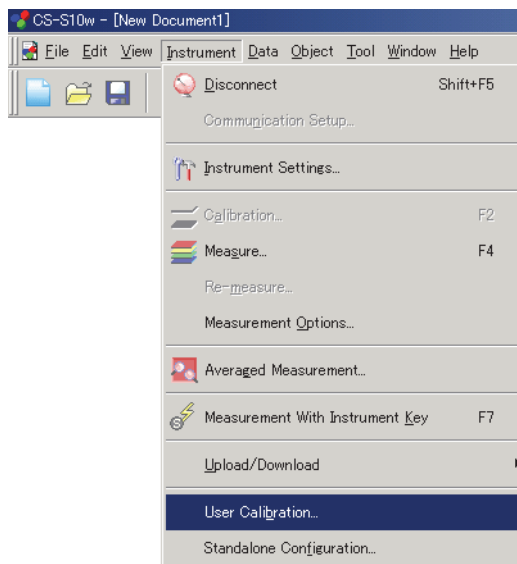 CS-S10w - [New Document1]
File Edit View Instrument Data Object Tool Window Help
Disconnect Shift+F5
Communication Setup...
Instrument Settings...
Calibration... F2
Measure... F4
Re-measure...
Measurement Options...
Averaged Measurement...
Measurement With Instrument Key F7
Upload/Download
User Calibration...
Standalone Configuration...